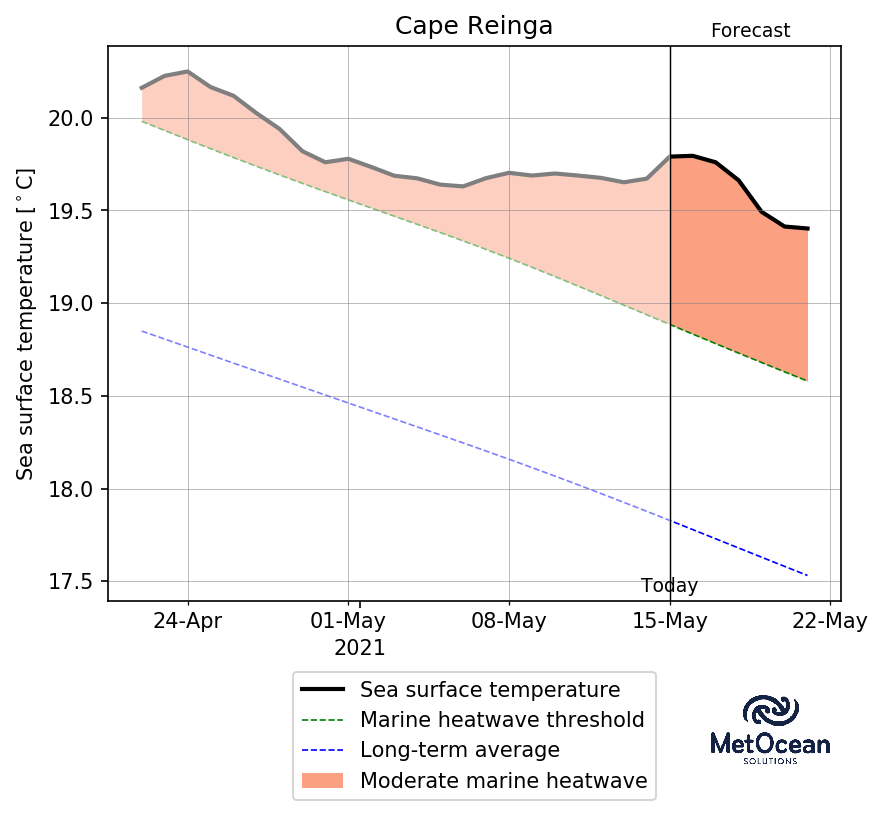 Cape Reinga
Forecast
Sea surface temperature [°C]
20.0
19.5
19.0
18.5
18.0
17.5
Today
24-Apr 01-May 08-May 15-May 22-May
2021
Sea surface temperature
Marine heatwave threshold
Long-term average
Moderate marine heatwave
MetOcean
SOLUTIONS